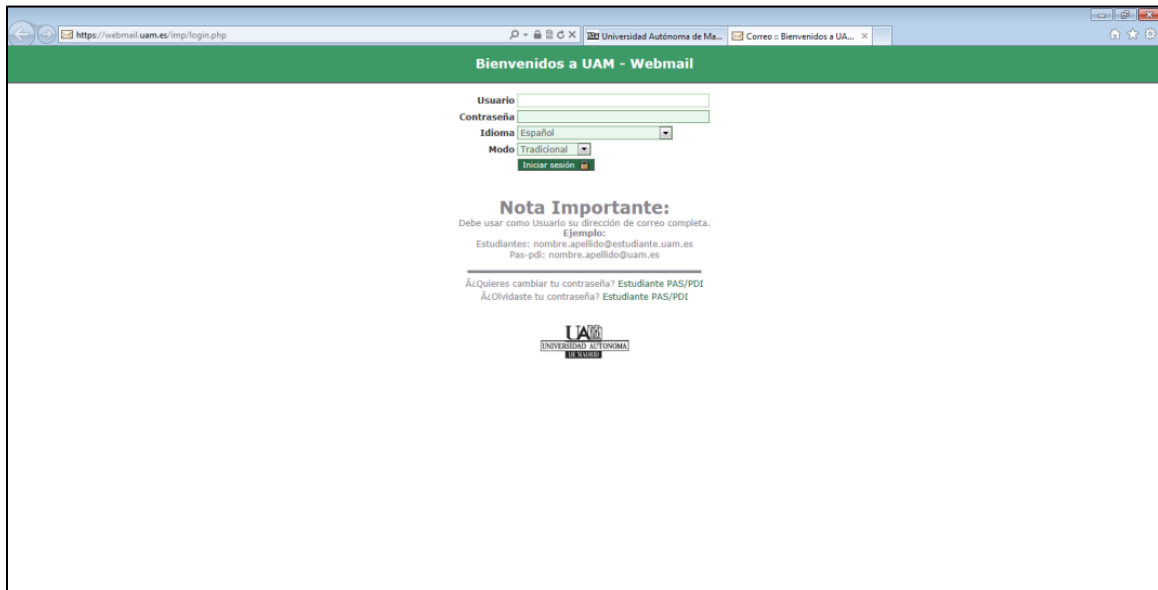 https://webmail.uam.es/imp/login.php
Universidad Autónoma de Ma...
Correo :: Bienvenidos a UA...
Bienvenidos a UAM - Webmail
Usuario
Contraseña
Idioma Español
Modo Tradicional
Iniciar sesión
Nota Importante:
Debe usar como Usuario su dirección de correo completa.
Ejemplo:
Estudiantes: nombre.apellido@estudiante.uam.es
Pas-pdi: nombre.apellido@uam.es
Â¿Quieres cambiar tu contraseña? Estudiante PAS/PDI
Â¿Olvidaste tu contraseña? Estudiante PAS/PDI
UAM
UNIVERSIDAD AUTONOMA
DE MADRID